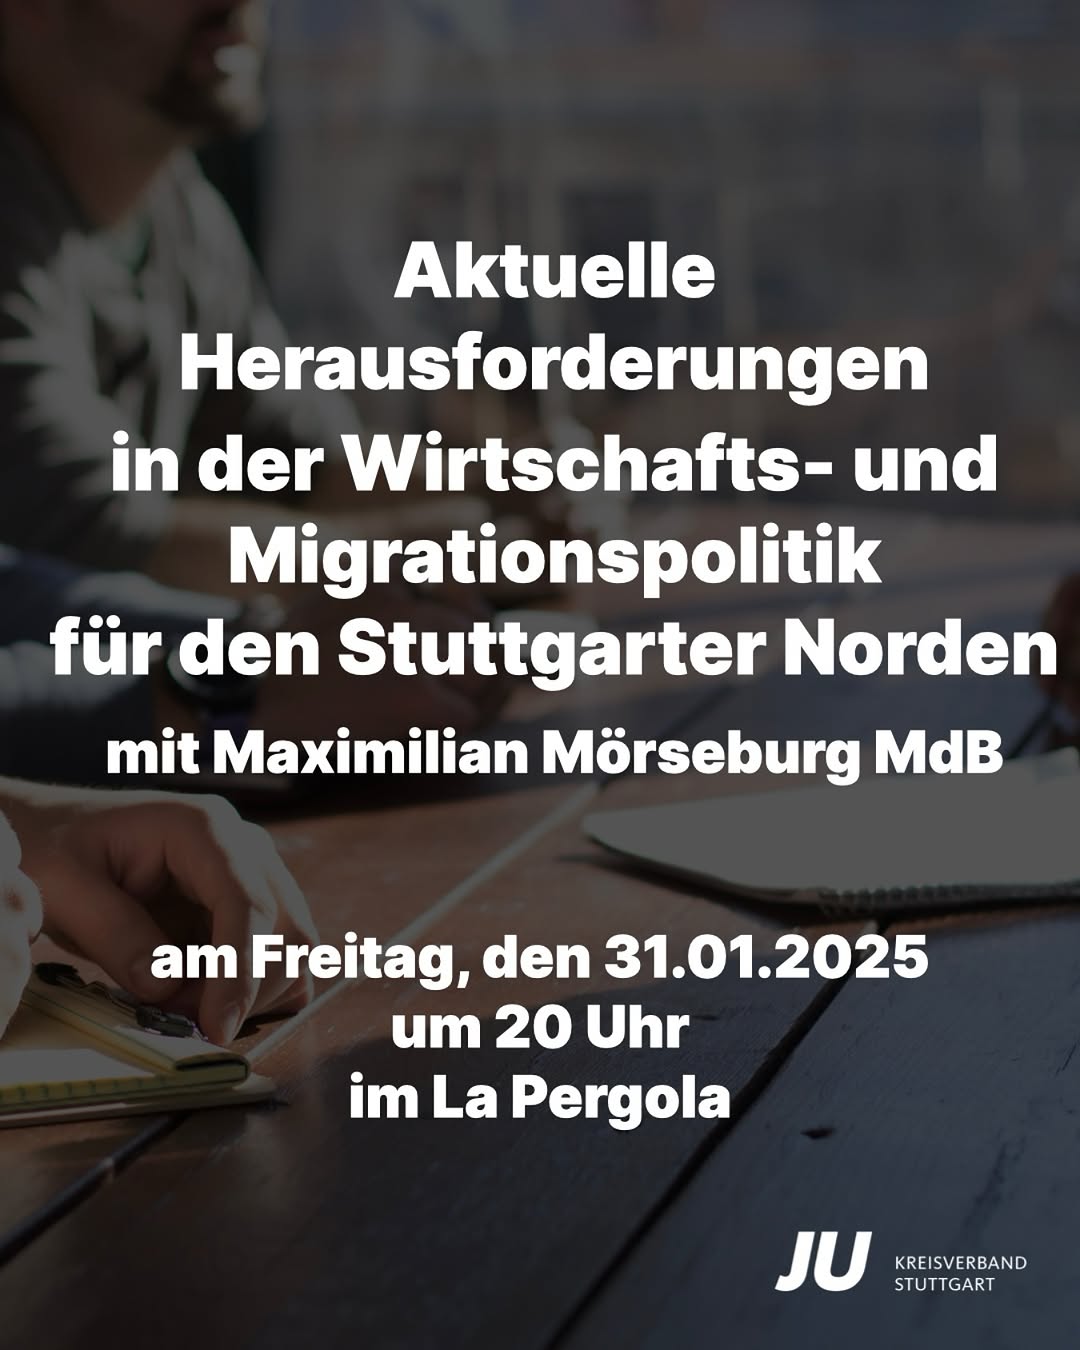 Aktuelle
Herausforderungen
in der Wirtschafts- und
Migrationspolitik
für den Stuttgarter Norden
mit Maximilian Mörseburg MdB
am Freitag, den 31.01.2025
um 20 Uhr
im La Pergola
JU KREISVERBAND
STUTTGART